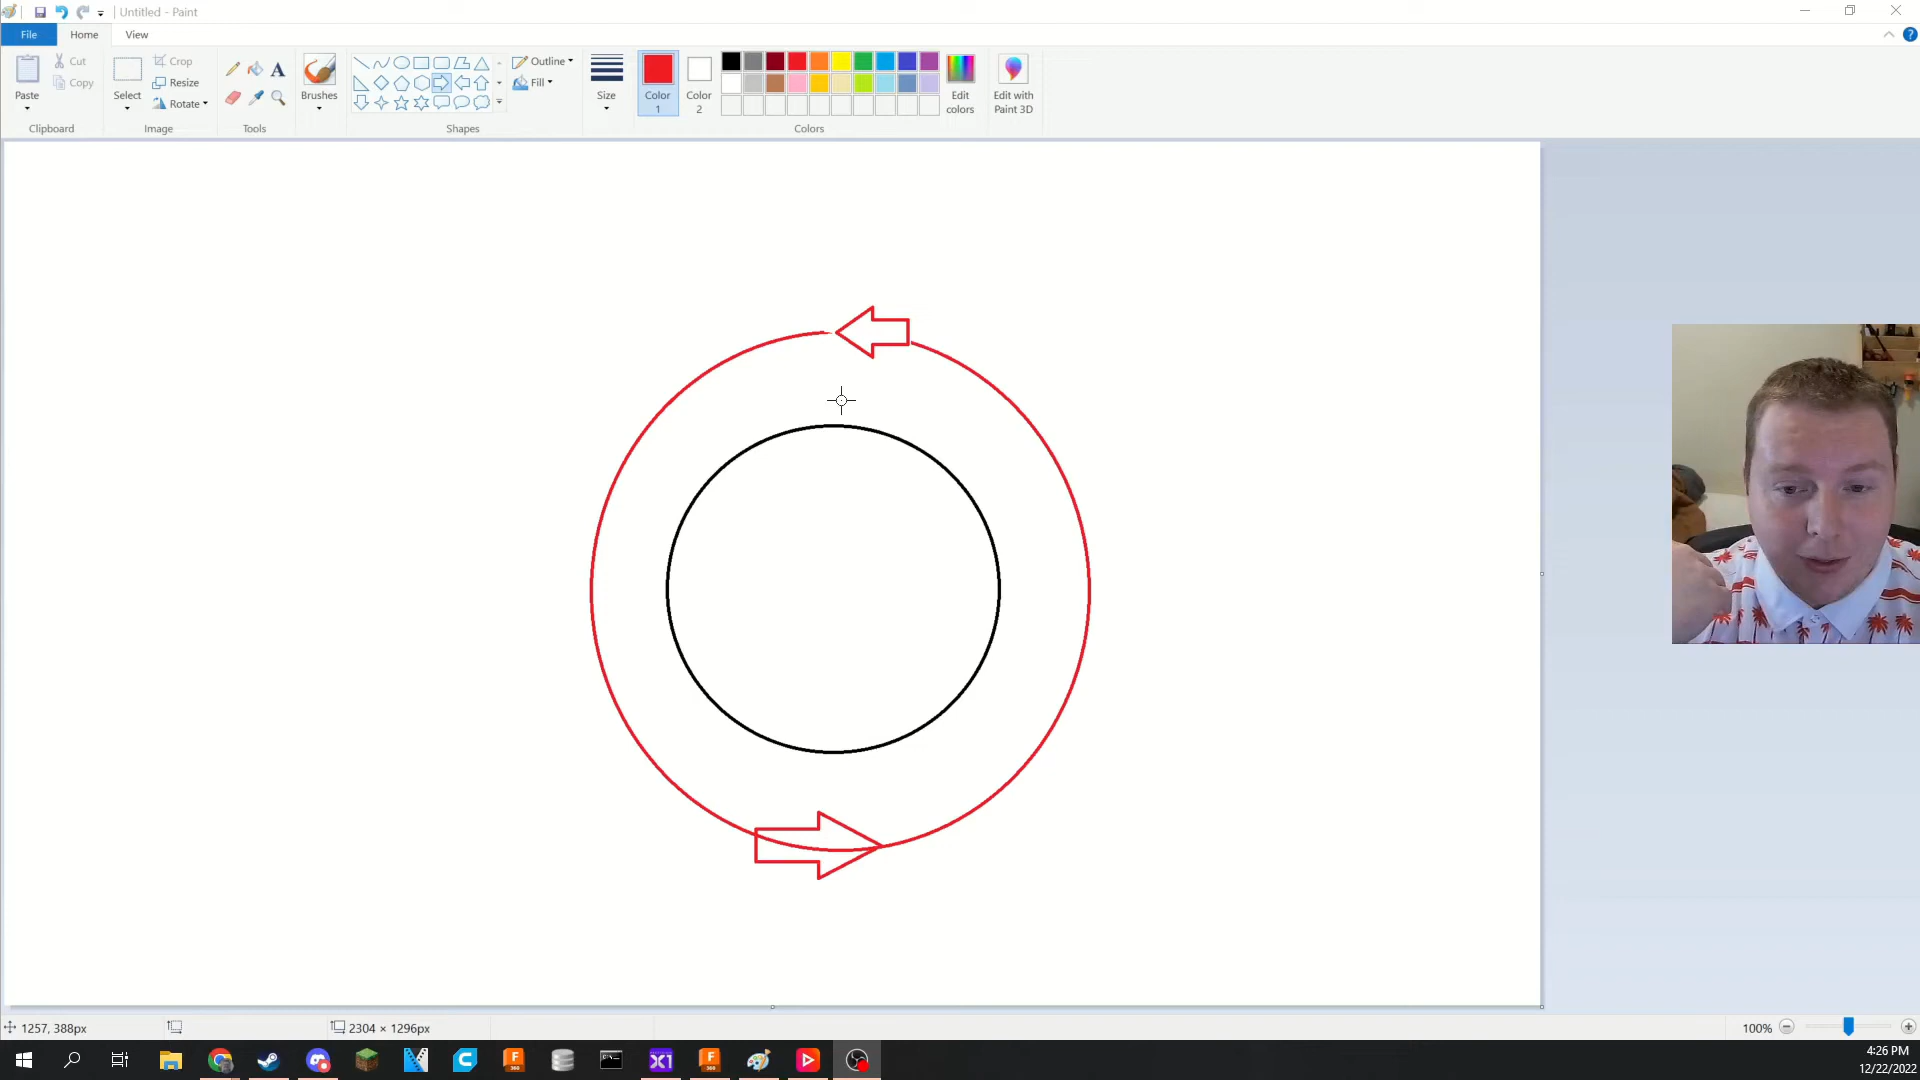 Untitled - Paint
File Home View
Paste
Cut
Copy
Clipboard
Select
Crop
Resize
Rotate
Image
Tools
Brushes
Shapes
Outline
Fill
Size
Color
1
Color
2
Colors
Edit
colors
Edit with
Paint 3D
1257, 388px
2304 × 1296px
100%
X1
4:26 PM
12/22/2022